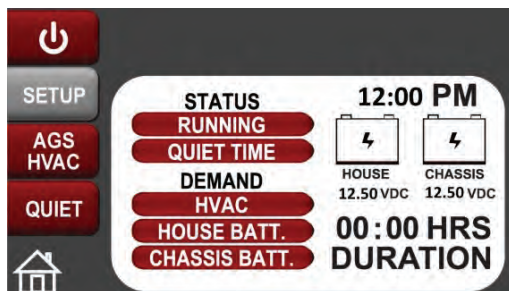 SETUP
AGS
HVAC
QUIET
STATUS
RUNNING
QUIET TIME
DEMAND
HVAC
HOUSE BATT.
CHASSIS BATT.
12:00 PM
HOUSE CHASSIS
12.50 VDC 12.50 VDC
00:00 HRS
DURATION